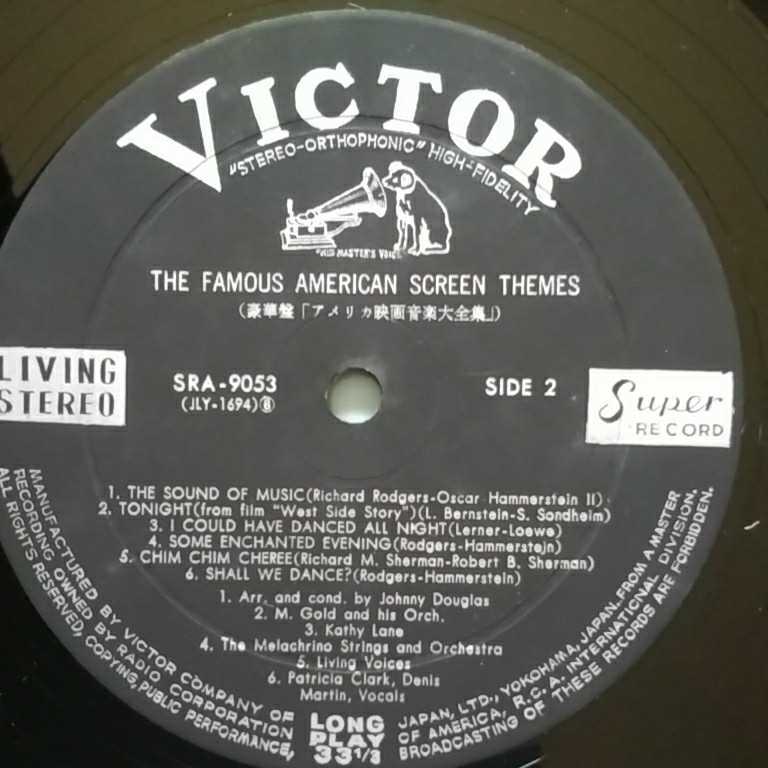 VICTOR
"STEREO-ORTHOPHONIC" HIGH-FIDELITY
"HIS MASTER'S VOICE"
THE FAMOUS AMERICAN SCREEN THEMES
(豪華盤「アメリカ映画音楽大全集」)
LIVING
STEREO
SRA-9053
(JLY-1694)Ⓑ
SIDE 2
Super
RECORD
1. THE SOUND OF MUSIC(Richard Rodgers-Oscar Hammerstein II)
2. TONIGHT(from film "West Side Story")(L. Bernstein-S. Sondheim)
3. I COULD HAVE DANCED ALL NIGHT(Lerner-Loewe)
4. SOME ENCHANTED EVENING(Rodgers-Hammerstein)
5. CHIM CHIM CHEREE(Richard M. Sherman-Robert B. Sherman)
6. SHALL WE DANCE?(Rodgers-Hammerstein)
1. Arr. and cond. by Johnny Douglas
2. M. Gold and his Orch.
3. Kathy Lane
4. The Melachrino Strings and Orchestra
5. Living Voices
6. Patricia Clark, Denis
Martin, Vocals
MANUFACTURED BY VICTOR COMPANY OF JAPAN, LTD., YOKOHAMA, JAPAN, FROM A MASTER
RECORDING OWNED BY RADIO CORPORATION OF AMERICA, R.C.A. INTERNATIONAL DIVISION.
ALL RIGHTS RESERVED, COPYING, PUBLIC PERFORMANCE, BROADCASTING OF THESE RECORDS ARE FORBIDDEN.
LONG
PLAY
33 1/3